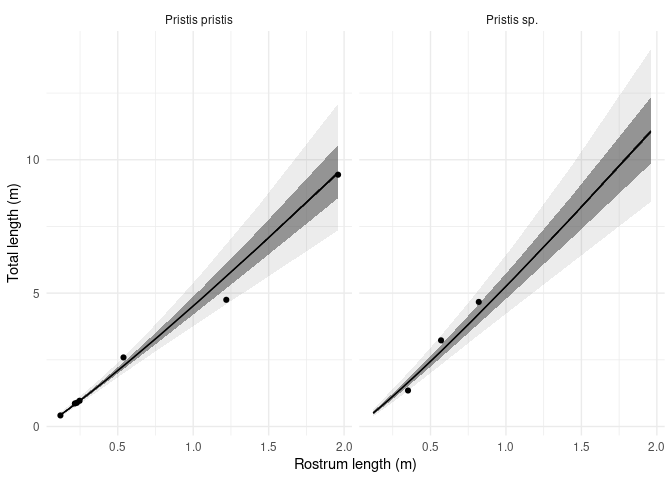 Pristis pristis Pristis sp.
10
5
0
Total length (m)
0.5 1.0 1.5 2.0 0.5 1.0 1.5 2.0
Rostrum length (m)